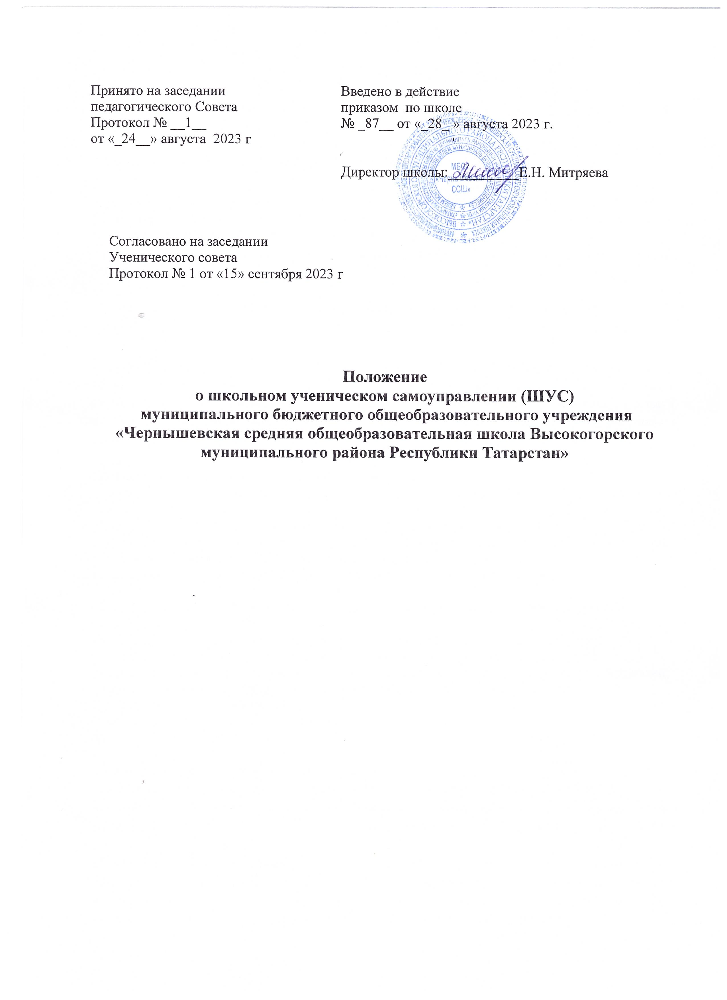 Принято на заседании
педагогического Совета
Протокол № __1__
от «_24__» августа  2023 г
Введено в действие
приказом  по школе
№ _87__ от «_28_ » августа 2023 г.
Директор школы:__________Е.Н. Митряева
СОШ»
Согласовано на заседании
Ученического совета
Протокол № 1 от «15» сентября 2023 г
Положение
о школьном ученическом самоуправлении (ШУС)
муниципального бюджетного общеобразовательного учреждения
«Чернышевская средняя общеобразовательная школа Высокогорского
муниципального района Республики Татарстан»